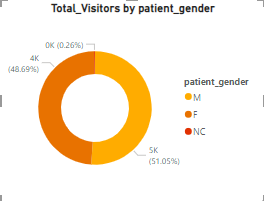 Total_Visitors by patient_gender
0K (0.26%)
4K
(48.69%)
patient_gender
M
F
NC
5K
(51.05%)